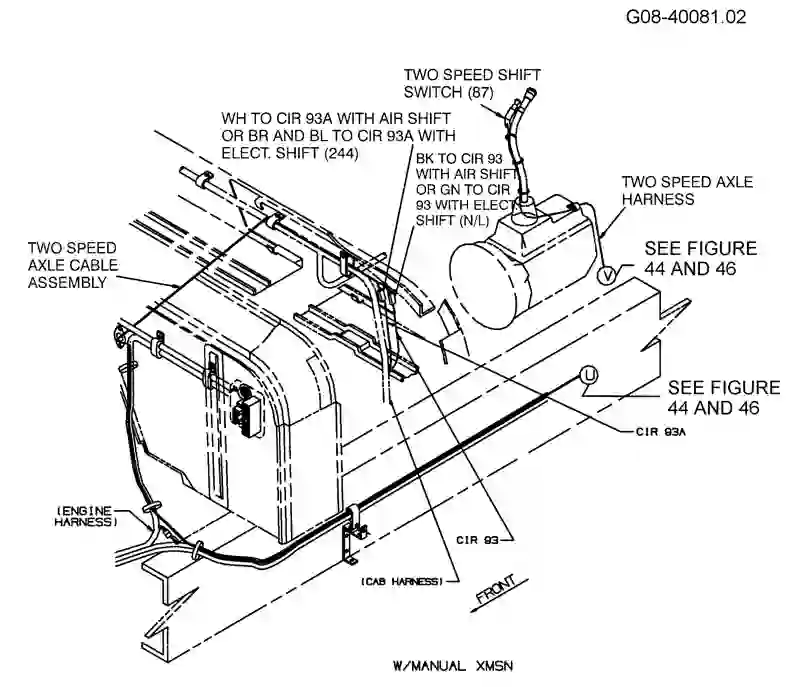 G08-40081.02
TWO SPEED SHIFT
SWITCH (87)
WH TO CIR 93A WITH AIR SHIFT
OR BR AND BL TO CIR 93A WITH
ELECT. SHIFT (244)
BK TO CIR 93
WITH AIR SHIFT
OR GN TO CIR
93 WITH ELECT.
SHIFT (N/L)
TWO SPEED AXLE
HARNESS
TWO SPEED
AXLE CABLE
ASSEMBLY
SEE FIGURE
44 AND 46
V
U
SEE FIGURE
44 AND 46
CIR 93A
(ENGINE
HARNESS)
CIR 93
(CAB HARNESS)
FRONT
W/MANUAL XMSN